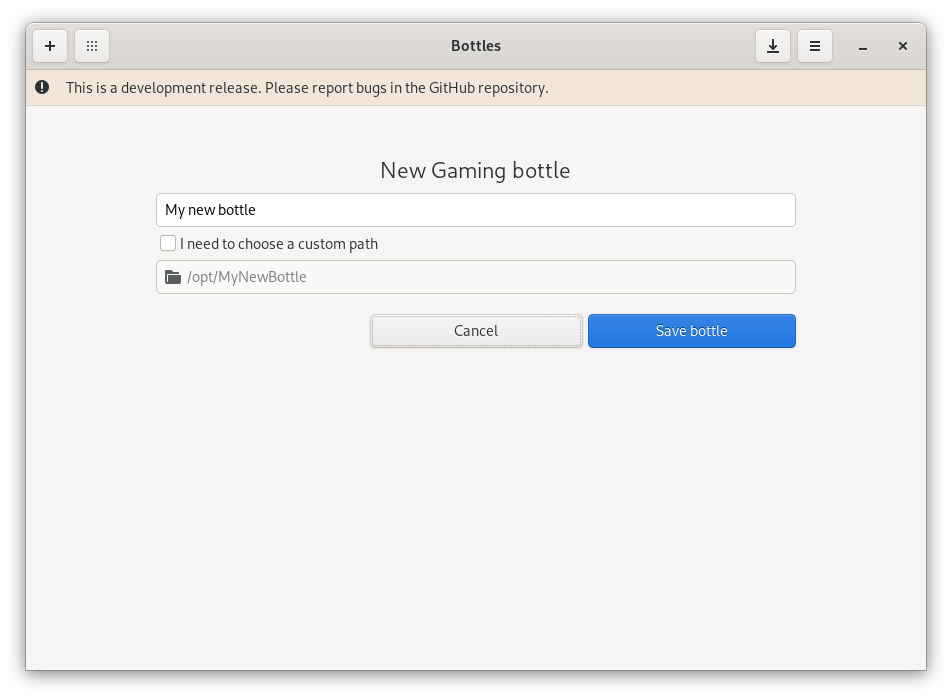 Bottles
This is a development release. Please report bugs in the GitHub repository.
New Gaming bottle
My new bottle
I need to choose a custom path
/opt/MyNewBottle
Cancel
Save bottle